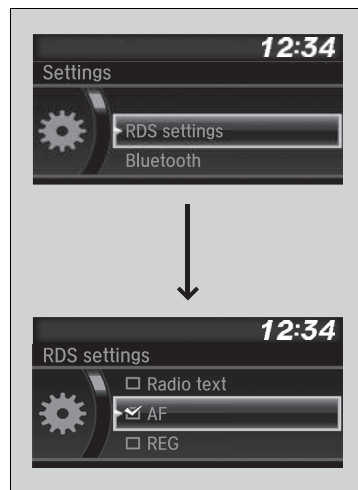 12:34
Settings
RDS settings
Bluetooth
12:34
RDS settings
Radio text
AF
REG